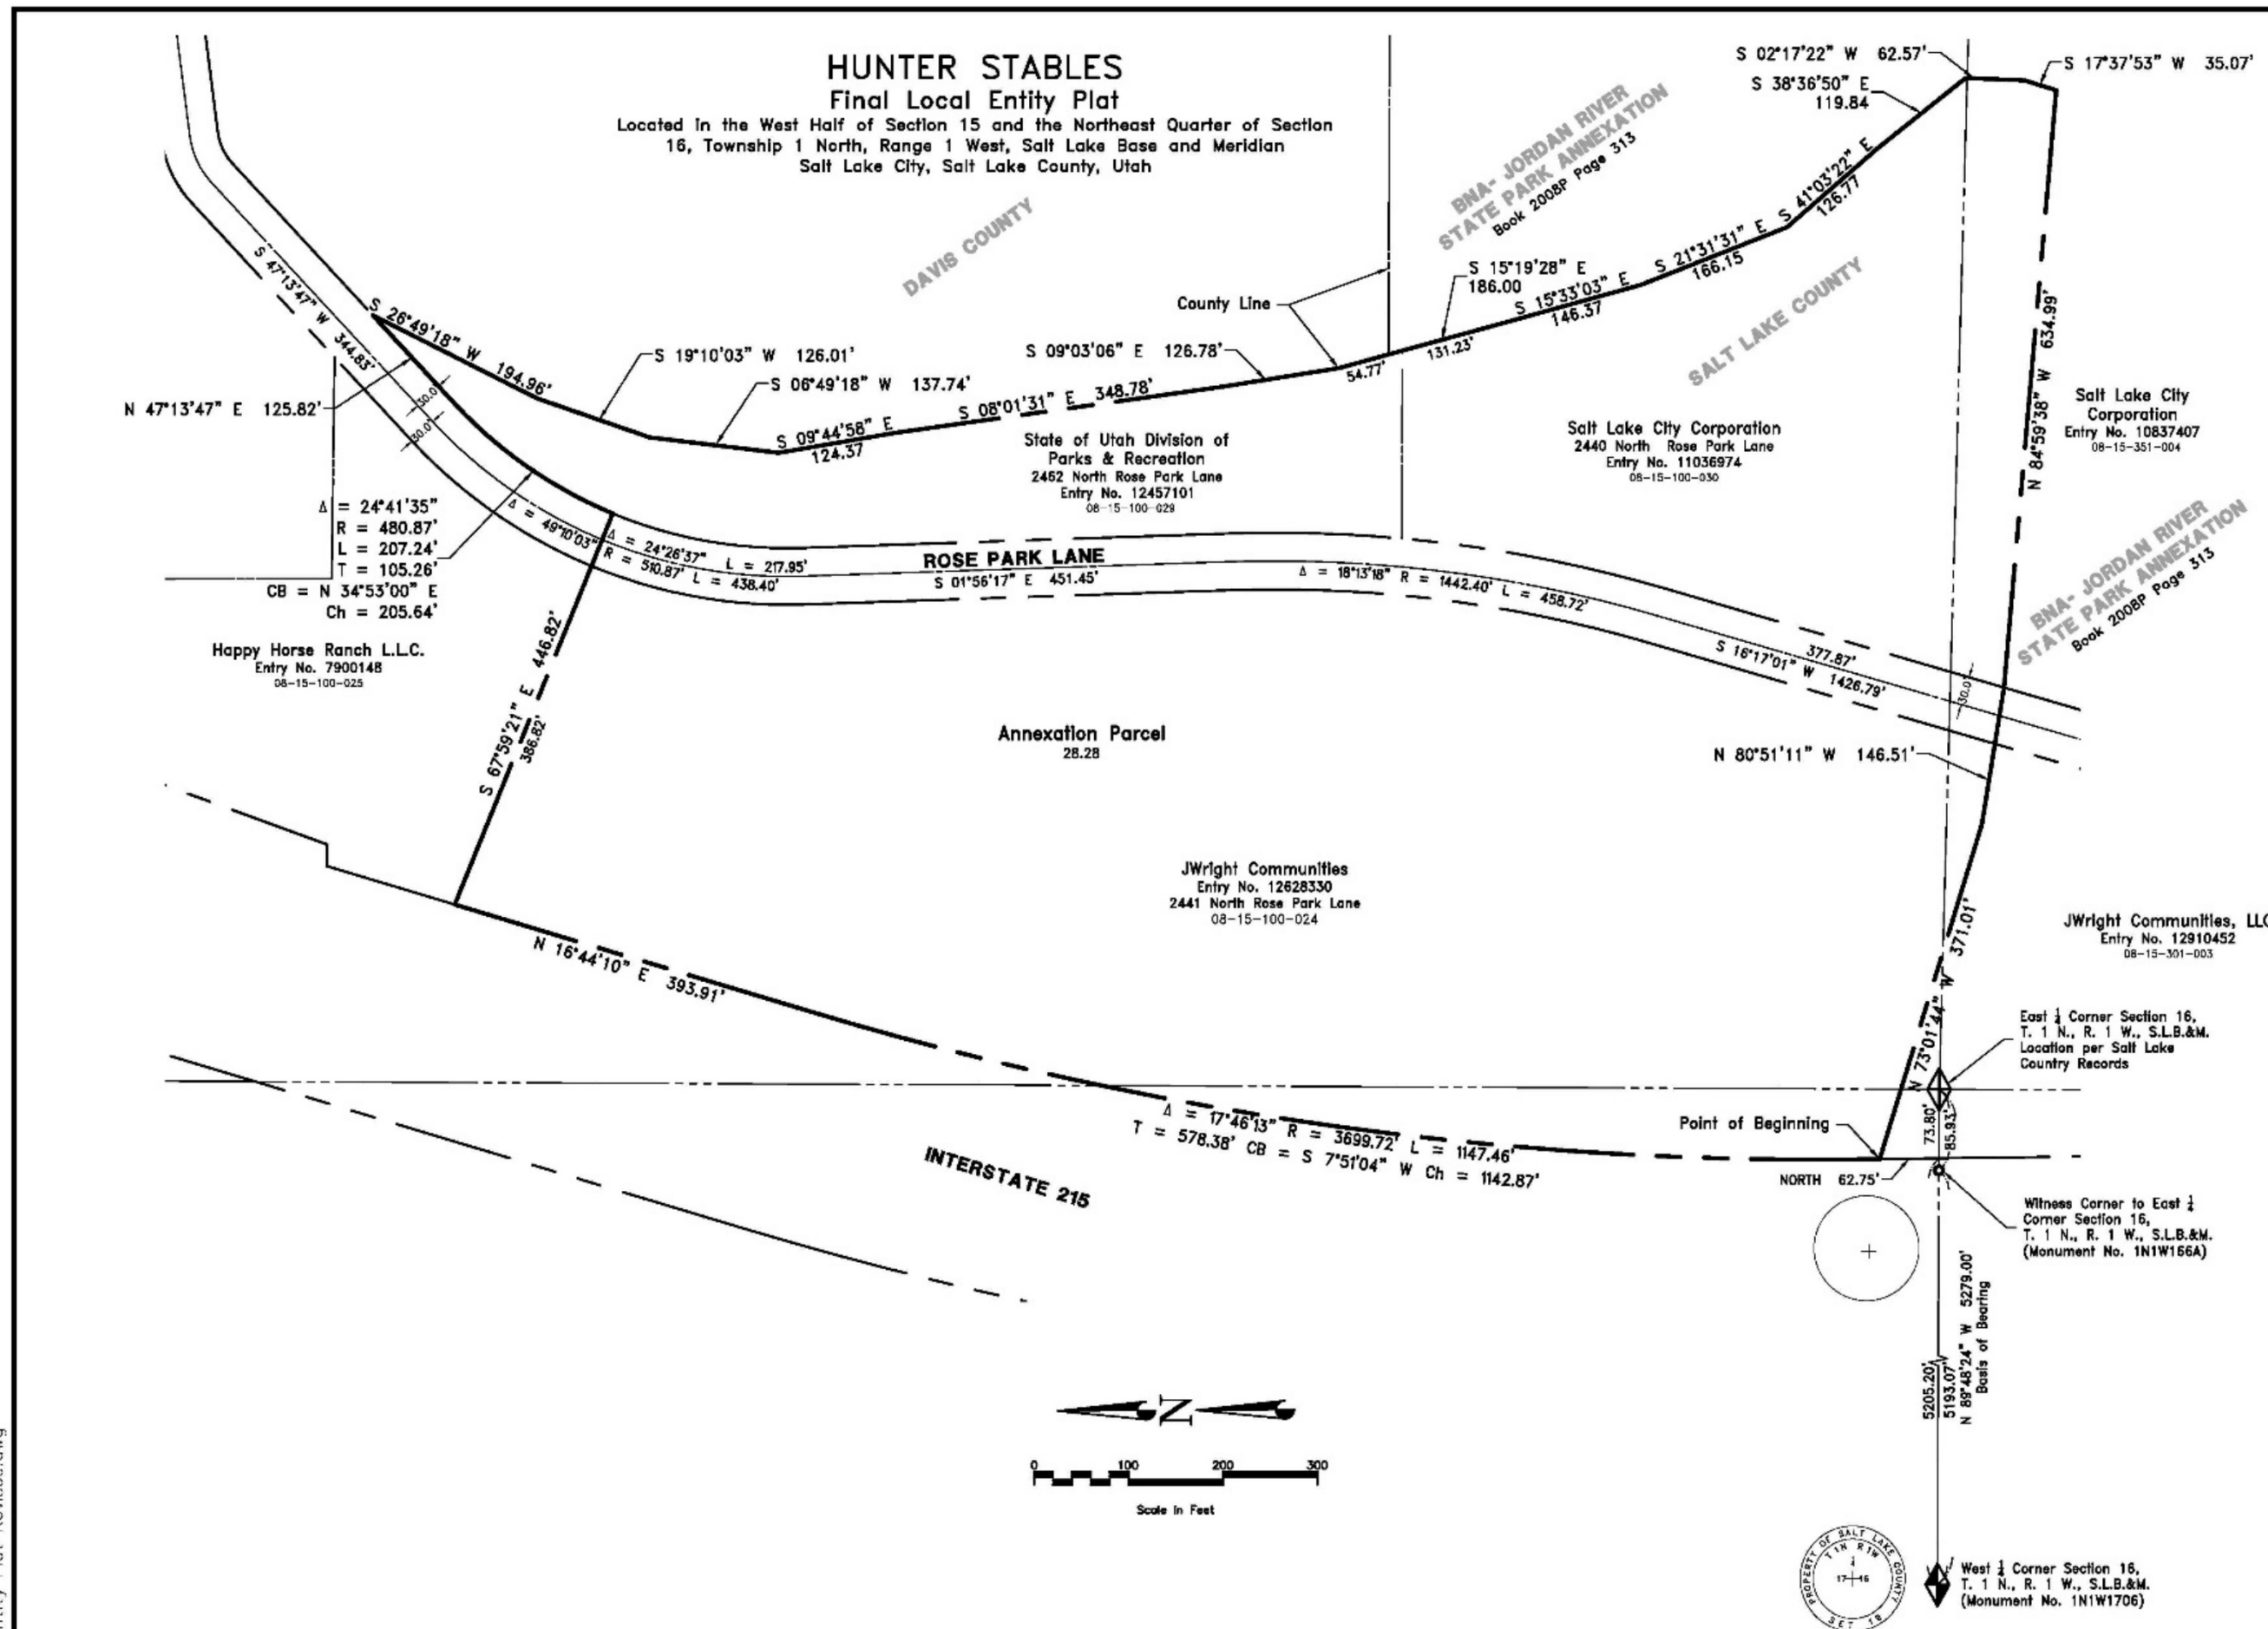 HUNTER STABLES
Final Local Entity Plat
Located in the West Half of Section 15 and the Northeast Quarter of Section
16, Township 1 North, Range 1 West, Salt Lake Base and Meridian
Salt Lake City, Salt Lake County, Utah
S 02°17'22" W 62.57'
S 17°37'53" W 35.07'
S 38°36'50" E
119.84
BNA- JORDAN RIVER
STATE PARK ANNEXATION
Book 2008P Page 313
S 41°03'22" E
126.77
DAVIS COUNTY
S 21°31'31" E
166.15
S 15°19'28" E
186.00
S 15°33'03" E
146.37
County Line
SALT LAKE COUNTY
S 47°13'47" W 344.83'
S 26°49'18" W 194.96'
S 19°10'03" W 126.01'
S 09°03'06" E 126.78'
54.77'
131.23'
S 06°49'18" W 137.74'
N 47°13'47" E 125.82'
30.0'
30.0'
S 09°44'58" E
124.37
S 08°01'31" E 348.78'
N 84°59'38" W 634.99'
Salt Lake City
Corporation
Entry No. 10837407
08-15-351-004
State of Utah Division of
Parks & Recreation
2462 North Rose Park Lane
Entry No. 12457101
08-15-100-029
Salt Lake City Corporation
2440 North Rose Park Lane
Entry No. 11036974
08-15-100-030
Δ = 24°41'35"
R = 480.87'
L = 207.24'
T = 105.26'
CB = N 34°53'00" E
Ch = 205.64'
Δ = 24°26'37" L = 217.95'
Δ = 49°10'03" R = 510.87' L = 438.40'
ROSE PARK LANE
S 01°56'17" E 451.45'
Δ = 18°13'18" R = 1442.40' L = 458.72'
BNA- JORDAN RIVER
STATE PARK ANNEXATION
Book 2008P Page 313
Happy Horse Ranch L.L.C.
Entry No. 7900148
08-15-100-025
S 67°59'21" E 446.82'
386.82'
377.87'
S 16°17'01" W 1426.79'
30.0'
Annexation Parcel
28.28
N 80°51'11" W 146.51'
JWright Communities
Entry No. 12628330
2441 North Rose Park Lane
08-15-100-024
N 73°01'44" W 371.01'
JWright Communities, LLC
Entry No. 12910452
08-15-301-003
N 16°44'10" E 393.91'
East ¼ Corner Section 16,
T. 1 N., R. 1 W., S.L.B.&M.
Location per Salt Lake
Country Records
Δ = 17°46'13" R = 3699.72' L = 1147.46'
T = 578.38' CB = S 7°51'04" W Ch = 1142.87'
Point of Beginning
73.80'
85.93'
INTERSTATE 215
NORTH 62.75'
Witness Corner to East ¼
Corner Section 16,
T. 1 N., R. 1 W., S.L.B.&M.
(Monument No. 1N1W166A)
5205.20'
5193.07'
N 89°48'24" W 5279.00'
Basis of Bearing
N
0 100 200 300
Scale in Feet
PROPERTY OF SALT LAKE COUNTY
T1N R1W
¼
17 16
SET 19
West ¼ Corner Section 16,
T. 1 N., R. 1 W., S.L.B.&M.
(Monument No. 1N1W1706)